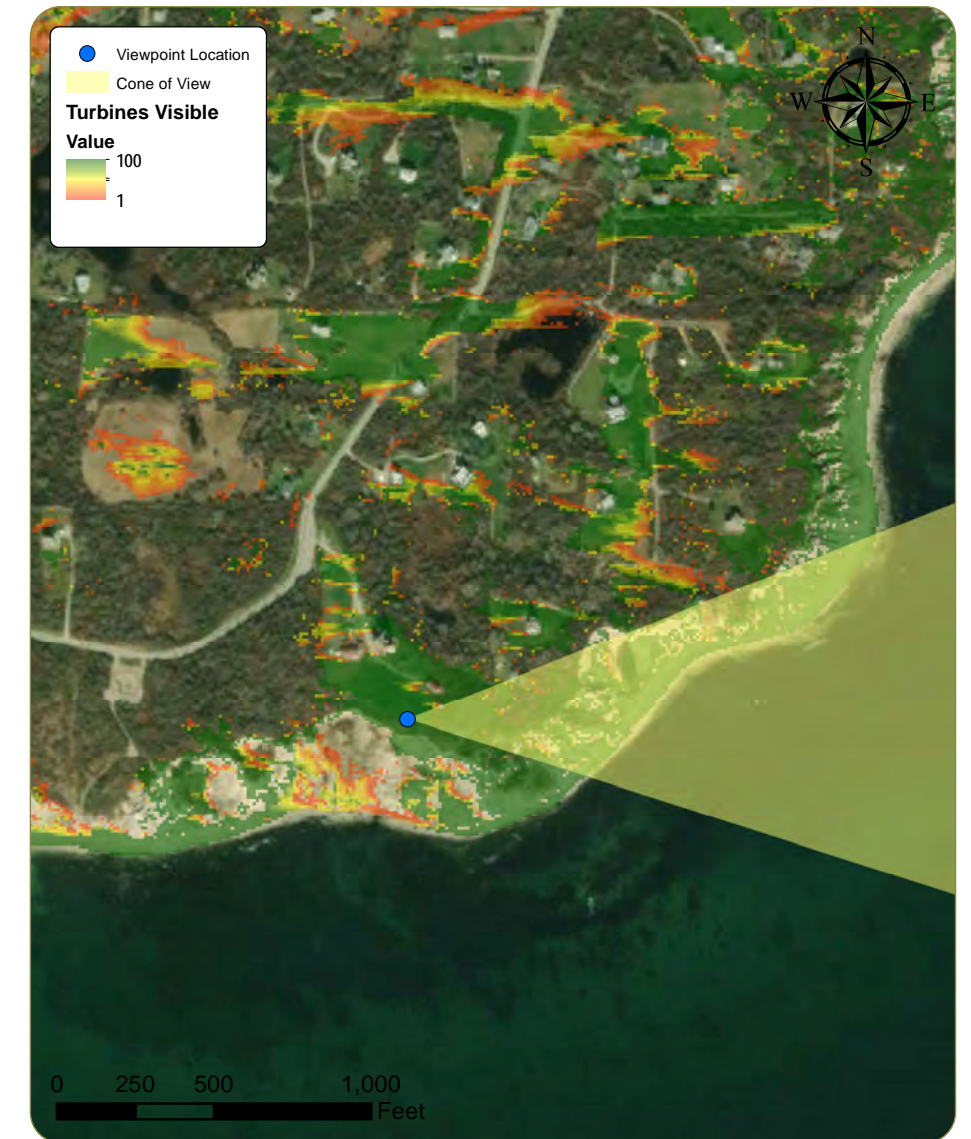 Viewpoint Location
Cone of View
Turbines Visible
Value
100
1
N
W
E
S
0 250 500 1,000
Feet